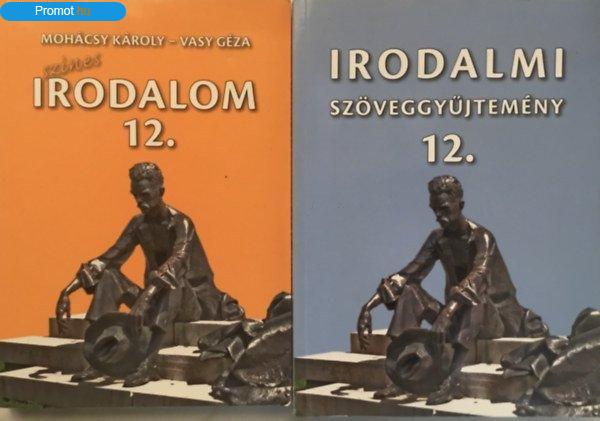 Promot.hu
MOHÁCSY KÁROLY – VASY GÉZA
színes
IRODALOM
12.
IRODALMI
SZÖVEGGYŰJTEMÉNY
12.